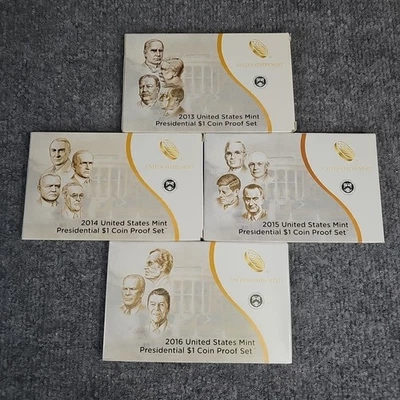 2013 United States Mint
Presidential $1 Coin Proof Set
2014 United States Mint
Presidential $1 Coin Proof Set
2015 United States Mint
Presidential $1 Coin Proof Set
2016 United States Mint
Presidential $1 Coin Proof Set